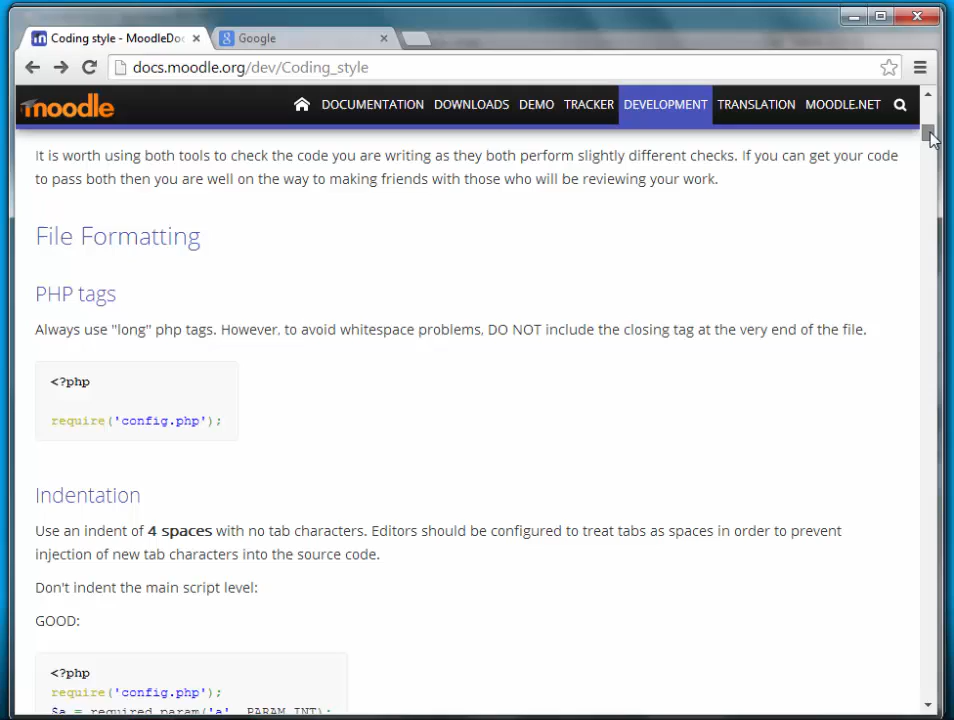 Coding style - MoodleDoc
Google
docs.moodle.org/dev/Coding_style
moodle DOCUMENTATION DOWNLOADS DEMO TRACKER DEVELOPMENT TRANSLATION MOODLE.NET
It is worth using both tools to check the code you are writing as they both perform slightly different checks. If you can get your code
to pass both then you are well on the way to making friends with those who will be reviewing your work.
File Formatting
PHP tags
Always use "long" php tags. However, to avoid whitespace problems, DO NOT include the closing tag at the very end of the file.
<?php
require('config.php');
Indentation
Use an indent of 4 spaces with no tab characters. Editors should be configured to treat tabs as spaces in order to prevent
injection of new tab characters into the source code.
Don't indent the main script level:
GOOD:
<?php
require('config.php');
$a = required_param('a', PARAM_INT);